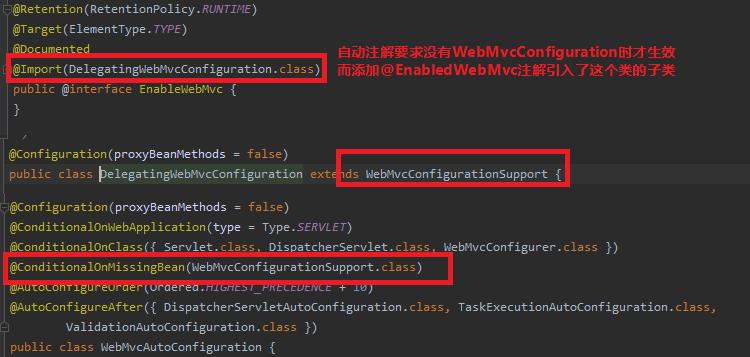 @Retention(RetentionPolicy.RUNTIME)
@Target(ElementType.TYPE)
@Documented
自动注解要求没有WebMvcConfiguration时才生效
@Import(DelegatingWebMvcConfiguration.class)
而添加@EnabledWebMvc注解引入了这个类的子类
public @interface EnableWebMvc {
}
@Configuration(proxyBeanMethods = false)
public class DelegatingWebMvcConfiguration extends WebMvcConfigurationSupport {
@Configuration(proxyBeanMethods = false)
@ConditionalOnWebApplication(type = Type.SERVLET)
@ConditionalOnClass({ Servlet.class, DispatcherServlet.class, WebMvcConfigurer.class })
@ConditionalOnMissingBean(WebMvcConfigurationSupport.class)
@AutoConfigureOrder(Ordered.HIGHEST_PRECEDENCE + 10)
@AutoConfigureAfter({ DispatcherServletAutoConfiguration.class, TaskExecutionAutoConfiguration.class,
ValidationAutoConfiguration.class })
public class WebMvcAutoConfiguration {